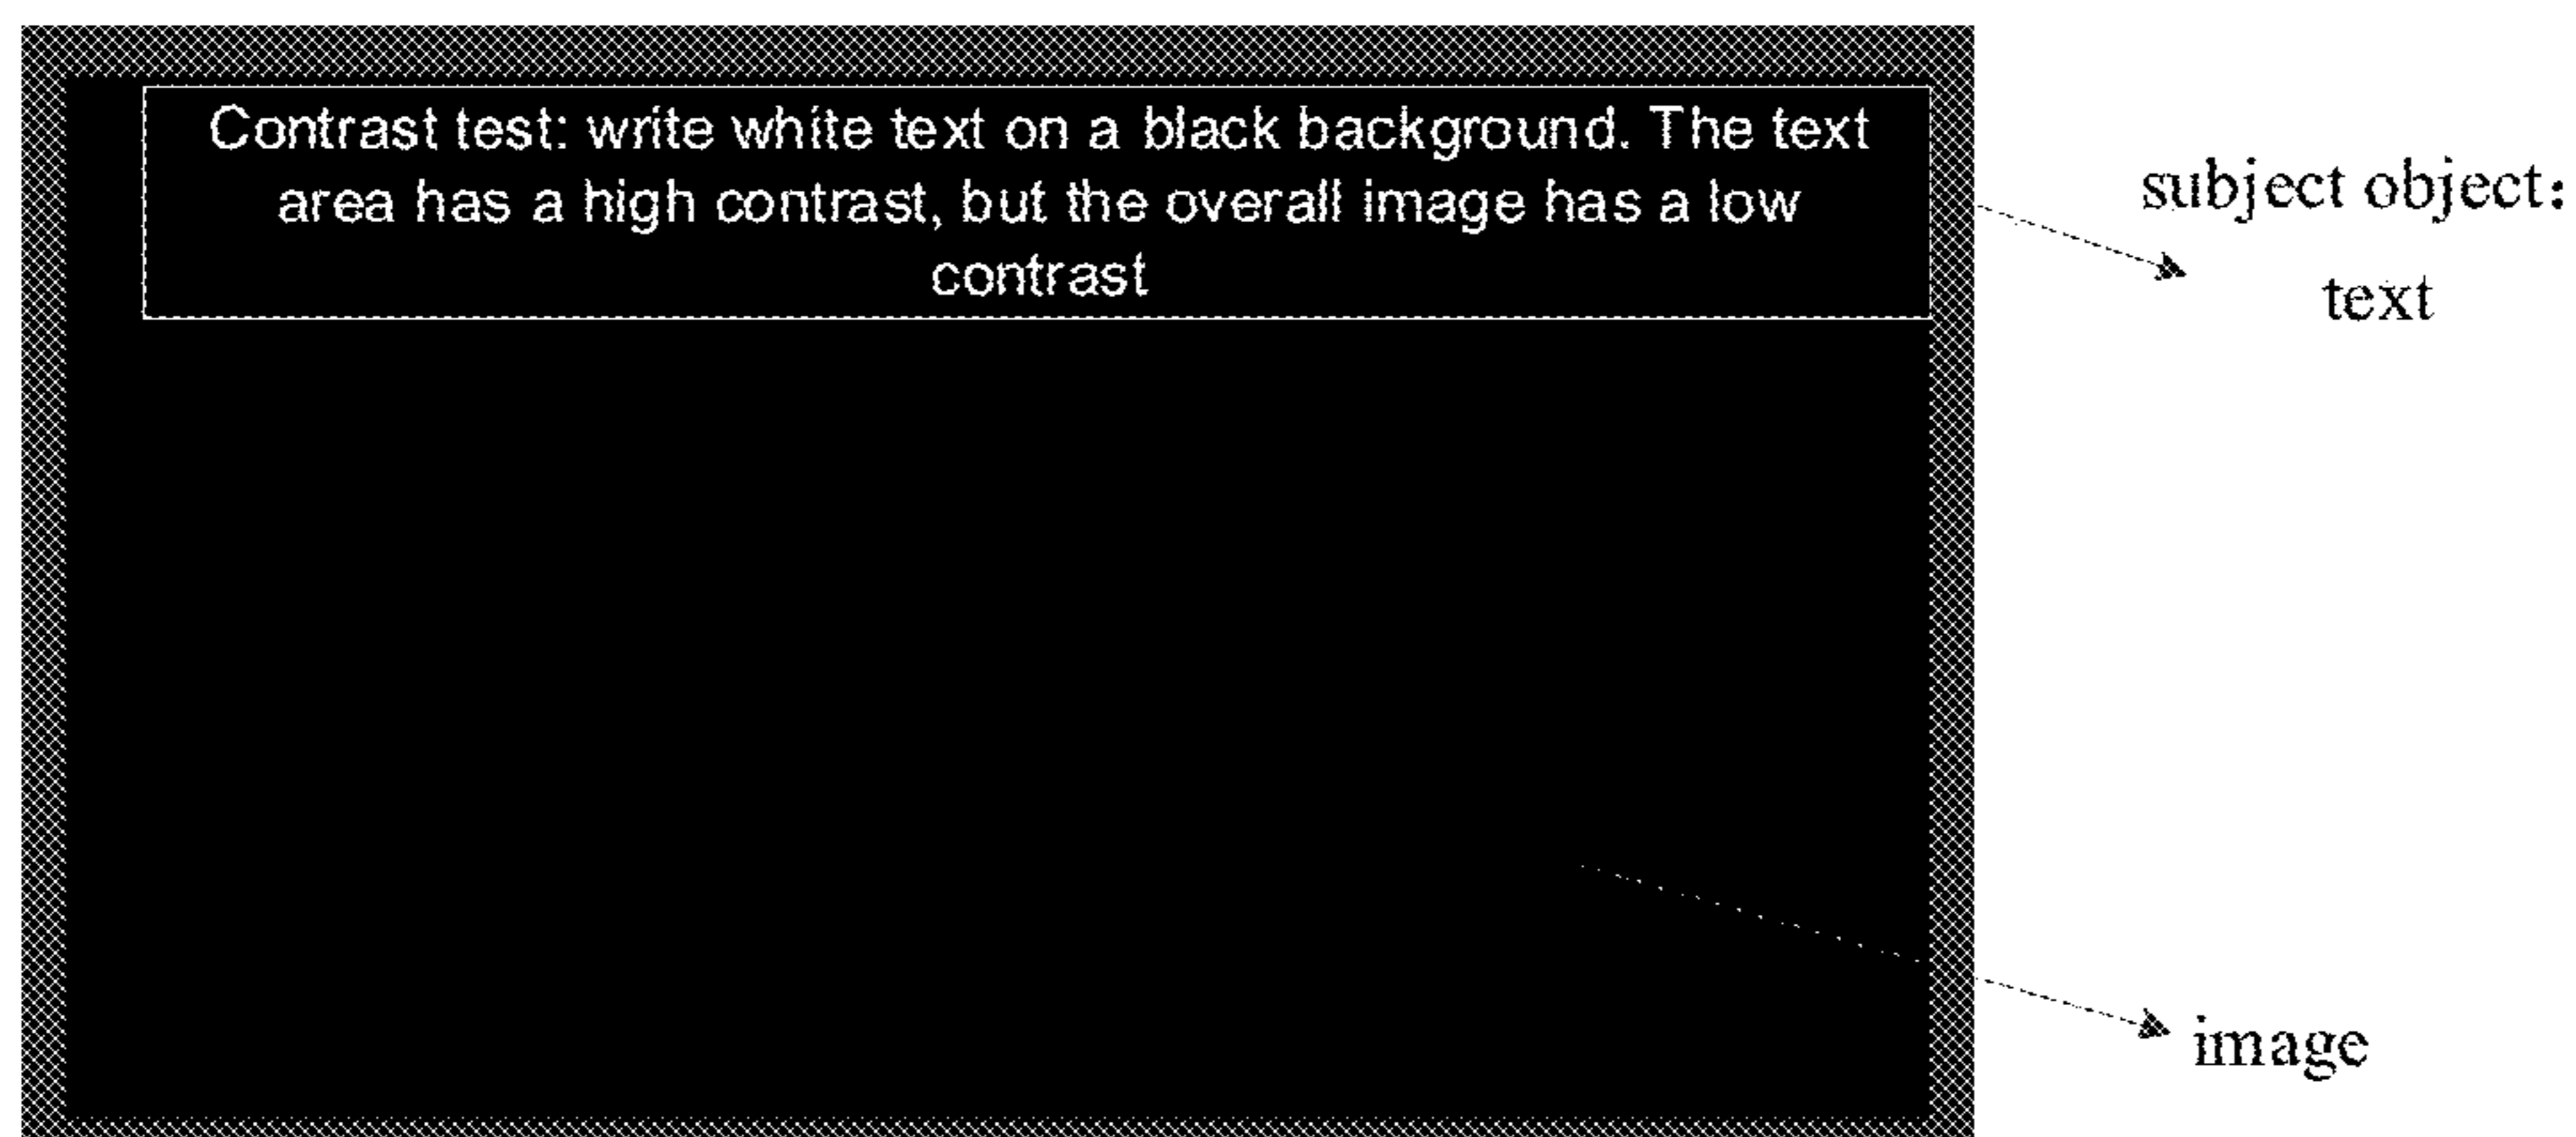 Contrast test: write white text on a black background. The text
area has a high contrast, but the overall image has a low
contrast
subject object:
text
image